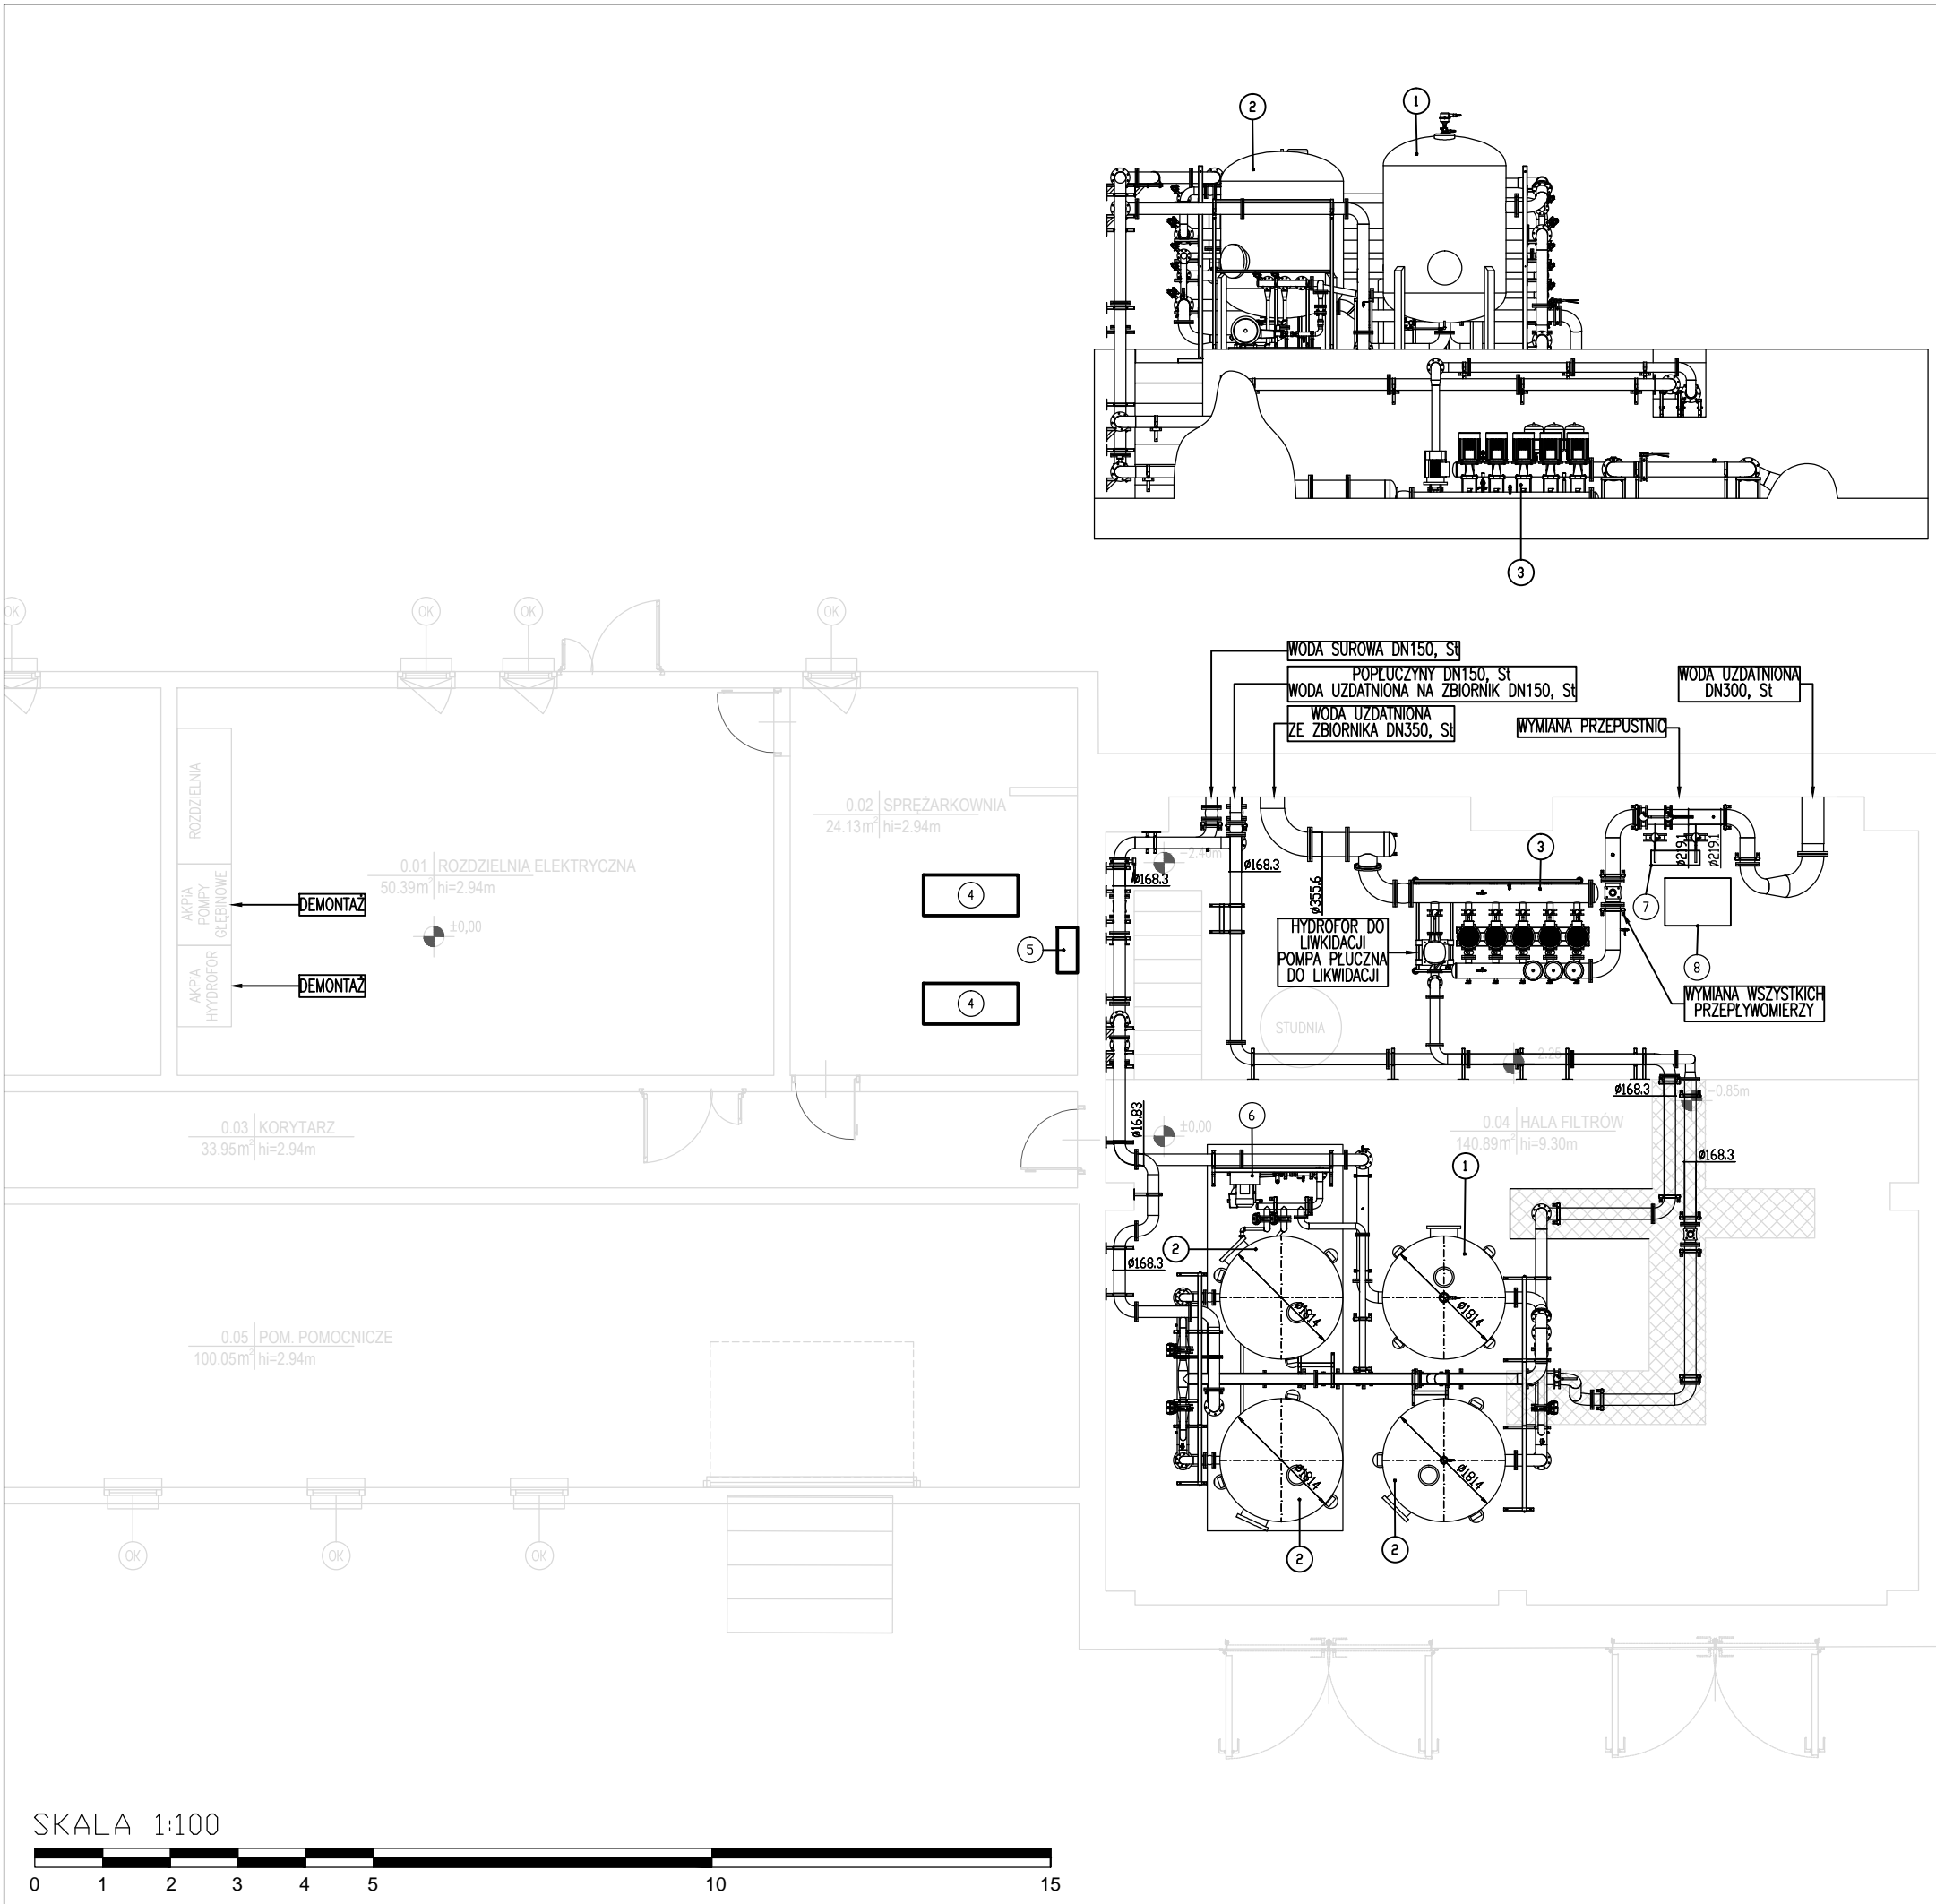 2
1
3
OK
OK
OK
OK
WODA SUROWA DN150, St
POPŁUCZYNY DN150, St
WODA UZDATNIONA NA ZBIORNIK DN150, St
WODA UZDATNIONA
ZE ZBIORNIKA DN350, St
WYMIANA PRZEPUSTNIC
WODA UZDATNIONA
DN300, St
ROZDZIELNIA
0.01 ROZDZIELNIA ELEKTRYCZNA
50.39m² hi=2.94m
±0,00
AKPIA
POMPY
GŁĘBINOWE
DEMONTAŻ
AKPIA
HYYDROFOR
DEMONTAŻ
0.02 SPRĘŻARKOWNIA
24.13m² hi=2.94m
4
5
4
-2.40m
Ø168.3
Ø168.3
Ø355.6
3
Ø219.1
Ø219.1
7
8
HYDROFOR DO
LIWKIDACJI
POMPA PŁUCZNA
DO LIKWIDACJI
WYMIANA WSZYSTKICH
PRZEPŁYWOMIERZY
STUDNIA
Ø168.3
-0.85m
0.03 KORYTARZ
33.95m² hi=2.94m
Ø16.83
±0,00
6
0.04 HALA FILTRÓW
140.89m² hi=9.30m
Ø168.3
1
2
Ø168.3
Ø1814
Ø1814
0.05 POM. POMOCNICZE
100.05m² hi=2.94m
Ø1814
Ø1814
2
2
OK
OK
OK
SKALA 1:100
0 1 2 3 4 5 10 15